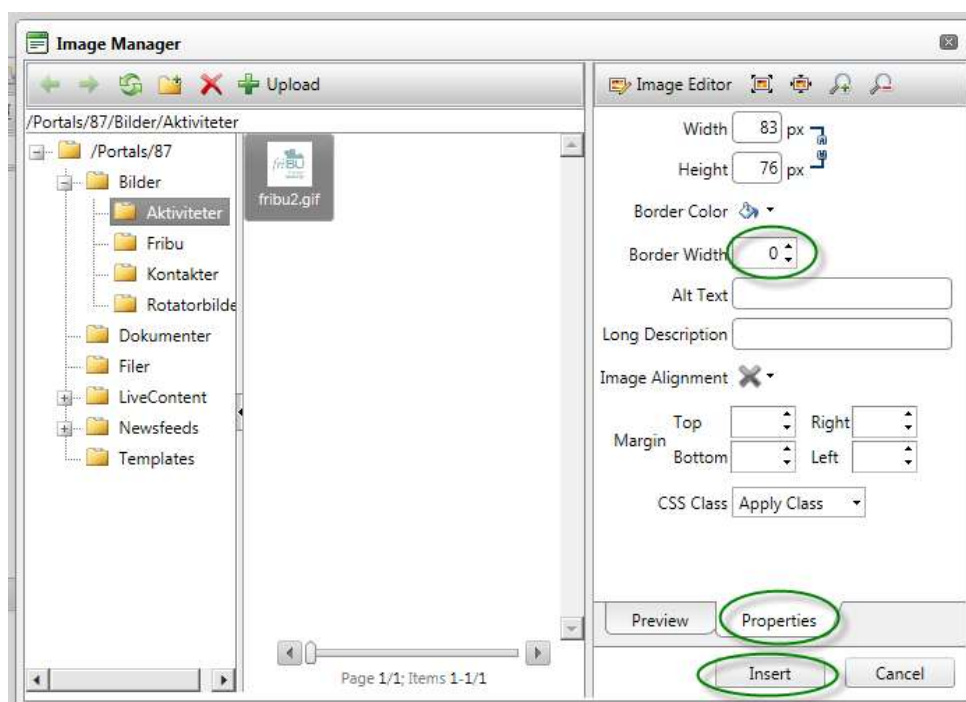 Image Manager
Upload
/Portals/87/Bilder/Aktiviteter
/Portals/87
Bilder
Aktiviteter
Fribu
Kontakter
Rotatorbilde
Dokumenter
Filer
LiveContent
Newsfeeds
Templates
friBU
fribu2.gif
Page 1/1; Items 1-1/1
Image Editor
Width 83 px
Height 76 px
Border Color
Border Width 0
Alt Text
Long Description
Image Alignment
Margin
Top Right
Bottom Left
CSS Class Apply Class
Preview Properties
Insert Cancel